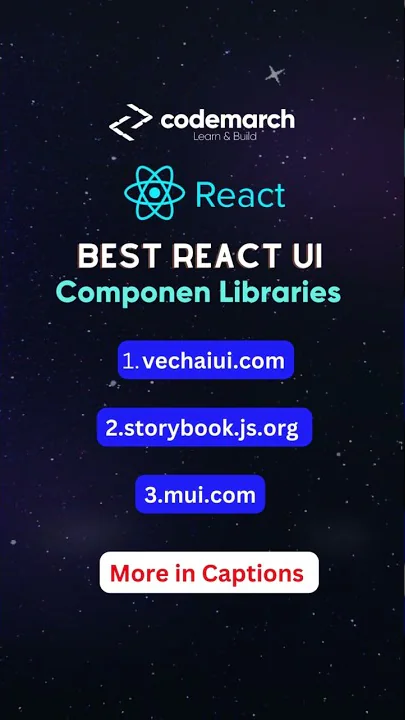 codemarch
Learn & Build
React
BEST REACT UI
Componen Libraries
1. vechaiui.com
2.storybook.js.org
3.mui.com
More in Captions